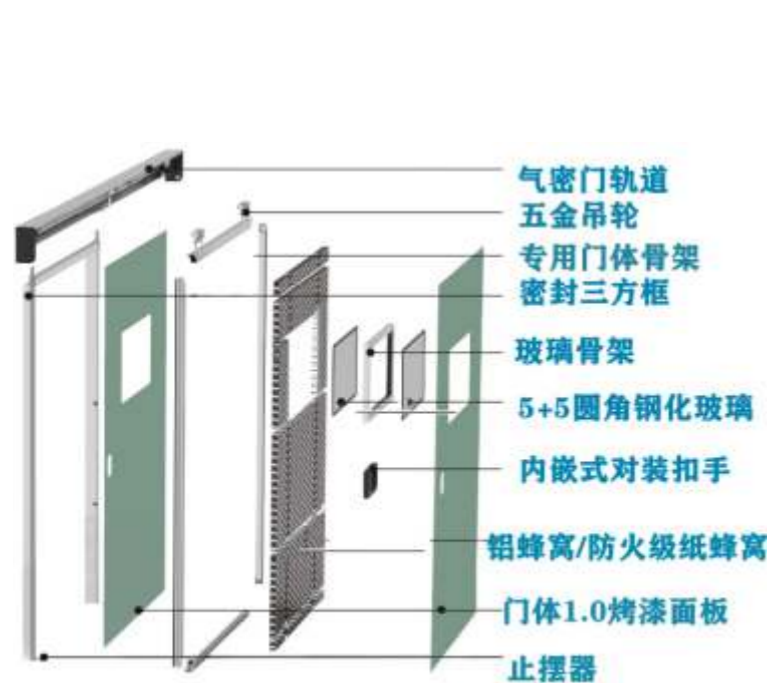 气密门轨道
五金吊轮
专用门体骨架
密封三方框
玻璃骨架
5+5圆角钢化玻璃
内嵌式对装扣手
铝蜂窝/防火级纸蜂窝
门体1.0烤漆面板
止摆器